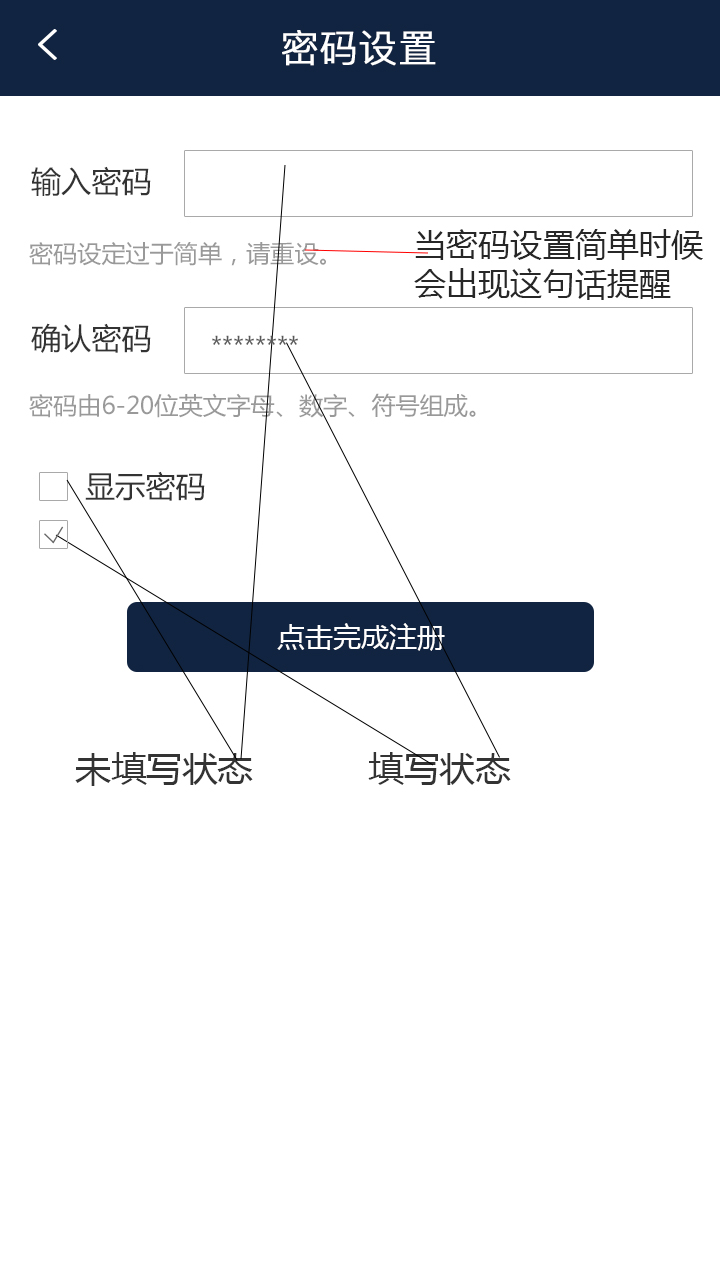 密码设置
输入密码
密码设定过于简单，请重设。
当密码设置简单时候
会出现这句话提醒
确认密码
********
密码由6-20位英文字母、数字、符号组成。
显示密码
点击完成注册
未填写状态
填写状态